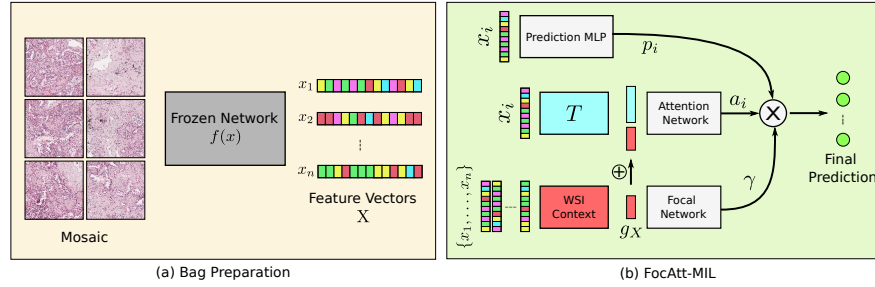 Mosaic
Frozen Network
f(x)
x₁
x₂
xₙ
Feature Vectors
X
(a) Bag Preparation
xᵢ
Prediction MLP
pᵢ
xᵢ
T
Attention
Network
aᵢ
X
Final
Prediction
{x₁, . . . , xₙ}
WSI
Context
⊕
g_X
Focal
Network
γ
(b) FocAtt-MIL